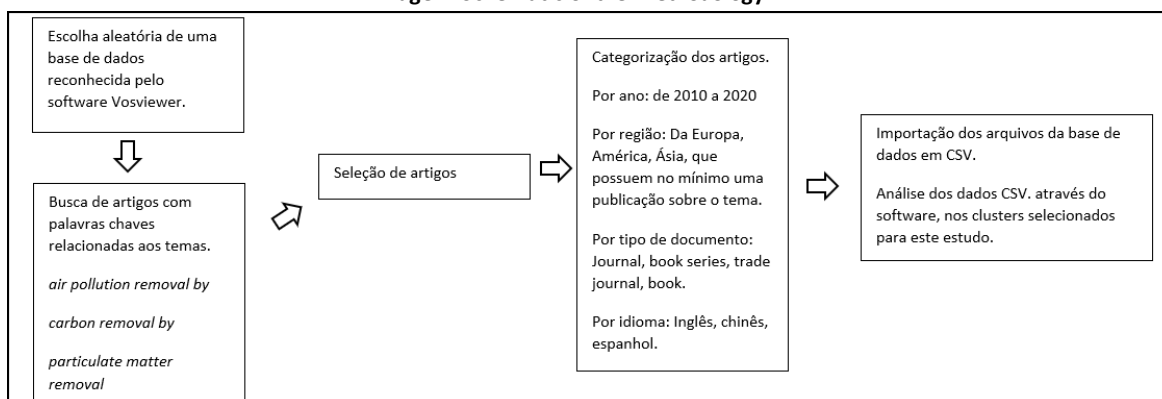 Escolha aleatória de uma
base de dados
reconhecida pelo
software Vosviewer.
Busca de artigos com
palavras chaves
relacionadas aos temas.
air pollution removal by
carbon removal by
particulate matter
removal
Seleção de artigos
Categorização dos artigos.
Por ano: de 2010 a 2020
Por região: Da Europa,
América, Ásia, que
possuem no mínimo uma
publicação sobre o tema.
Por tipo de documento:
Journal, book series, trade
journal, book.
Por idioma: Inglês, chinês,
espanhol.
Importação dos arquivos da base de
dados em CSV.
Análise dos dados CSV. através do
software, nos clusters selecionados
para este estudo.